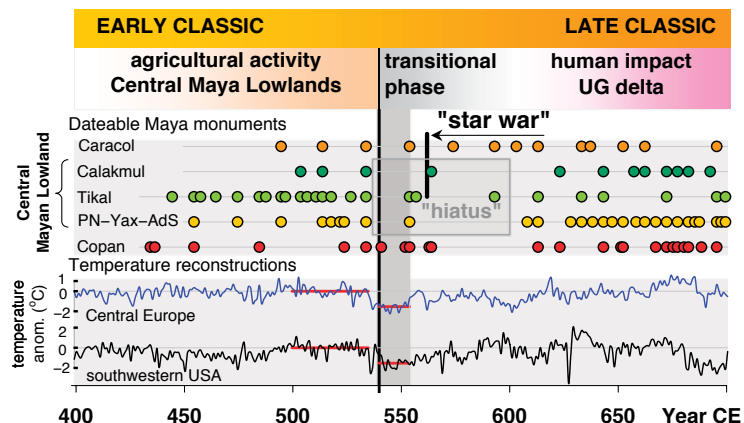 EARLY CLASSIC LATE CLASSIC
agricultural activity
Central Maya Lowlands
transitional
phase
human impact
UG delta
Dateable Maya monuments
"star war"
Central
Mayan Lowland
Caracol
Calakmul
Tikal
PN–Yax–AdS
Copan
"hiatus"
Temperature reconstructions
temperature
anom. (°C)
1
0
−2
Central Europe
2
0
−2
southwestern USA
400 450 500 550 600 650 Year CE